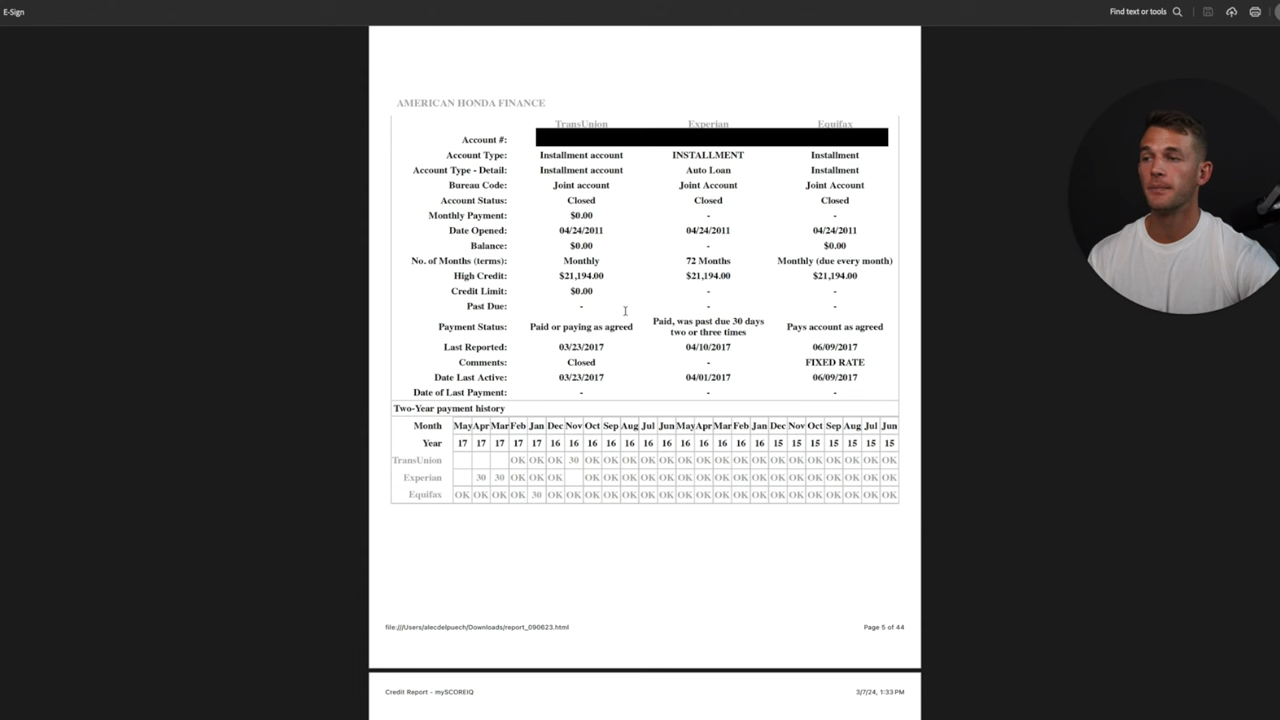 E-Sign
Find text or tools
AMERICAN HONDA FINANCE
TransUnion Experian Equifax
Account #:
Account Type: Installment account INSTALLMENT Installment
Account Type - Detail: Installment account Auto Loan Installment
Bureau Code: Joint account Joint Account Joint Account
Account Status: Closed Closed Closed
Monthly Payment: $0.00 - -
Date Opened: 04/24/2011 04/24/2011 04/24/2011
Balance: $0.00 - $0.00
No. of Months (terms): Monthly 72 Months Monthly (due every month)
High Credit: $21,194.00 $21,194.00 $21,194.00
Credit Limit: $0.00 - -
Past Due: - - -
Payment Status: Paid or paying as agreed Paid, was past due 30 days two or three times Pays account as agreed
Last Reported: 03/23/2017 04/10/2017 06/09/2017
Comments: Closed - FIXED RATE
Date Last Active: 03/23/2017 04/01/2017 06/09/2017
Date of Last Payment: - - -
Two-Year payment history
Month May Apr Mar Feb Jan Dec Nov Oct Sep Aug Jul Jun May Apr Mar Feb Jan Dec Nov Oct Sep Aug Jul Jun
Year 17 17 17 17 17 16 16 16 16 16 16 16 16 16 16 16 16 15 15 15 15 15 15 15
TransUnion OK OK OK 30 OK OK OK OK OK OK OK OK OK OK OK OK OK OK OK OK OK
Experian 30 30 OK OK OK OK OK OK OK OK OK OK OK OK OK OK OK OK OK OK OK OK
Equifax OK OK OK OK 30 OK OK OK OK OK OK OK OK OK OK OK OK OK OK OK OK OK OK OK
file:///Users/alecdelpuech/Downloads/report_090623.html Page 5 of 44
Credit Report - mySCOREIQ 3/7/24, 1:33 PM